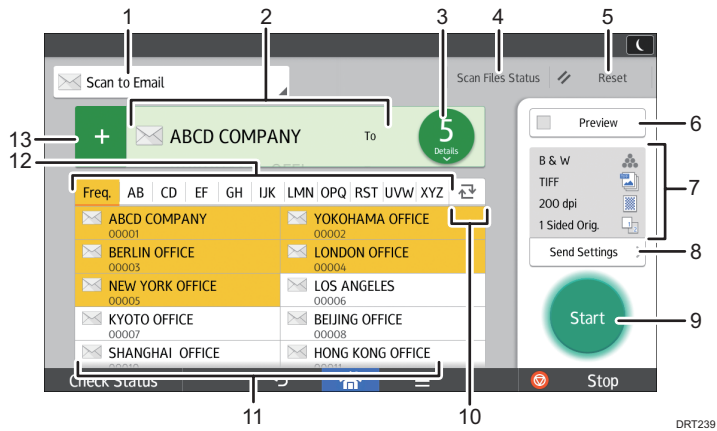 1 2 3 4 5
Scan to Email
Scan Files Status
Reset
+ ABCD COMPANY To 5
Details
Preview 6
13
12
B & W
TIFF
200 dpi
1 Sided Orig.
7
Send Settings 8
Freq. AB CD EF GH IJK LMN OPQ RST UVW XYZ
ABCD COMPANY
00001
YOKOHAMA OFFICE
00002
BERLIN OFFICE
00003
LONDON OFFICE
00004
NEW YORK OFFICE
00005
LOS ANGELES
00006
KYOTO OFFICE
00007
BEIJING OFFICE
00008
SHANGHAI OFFICE
HONG KONG OFFICE
Start 9
Check Status
Stop
11 10
DRT239